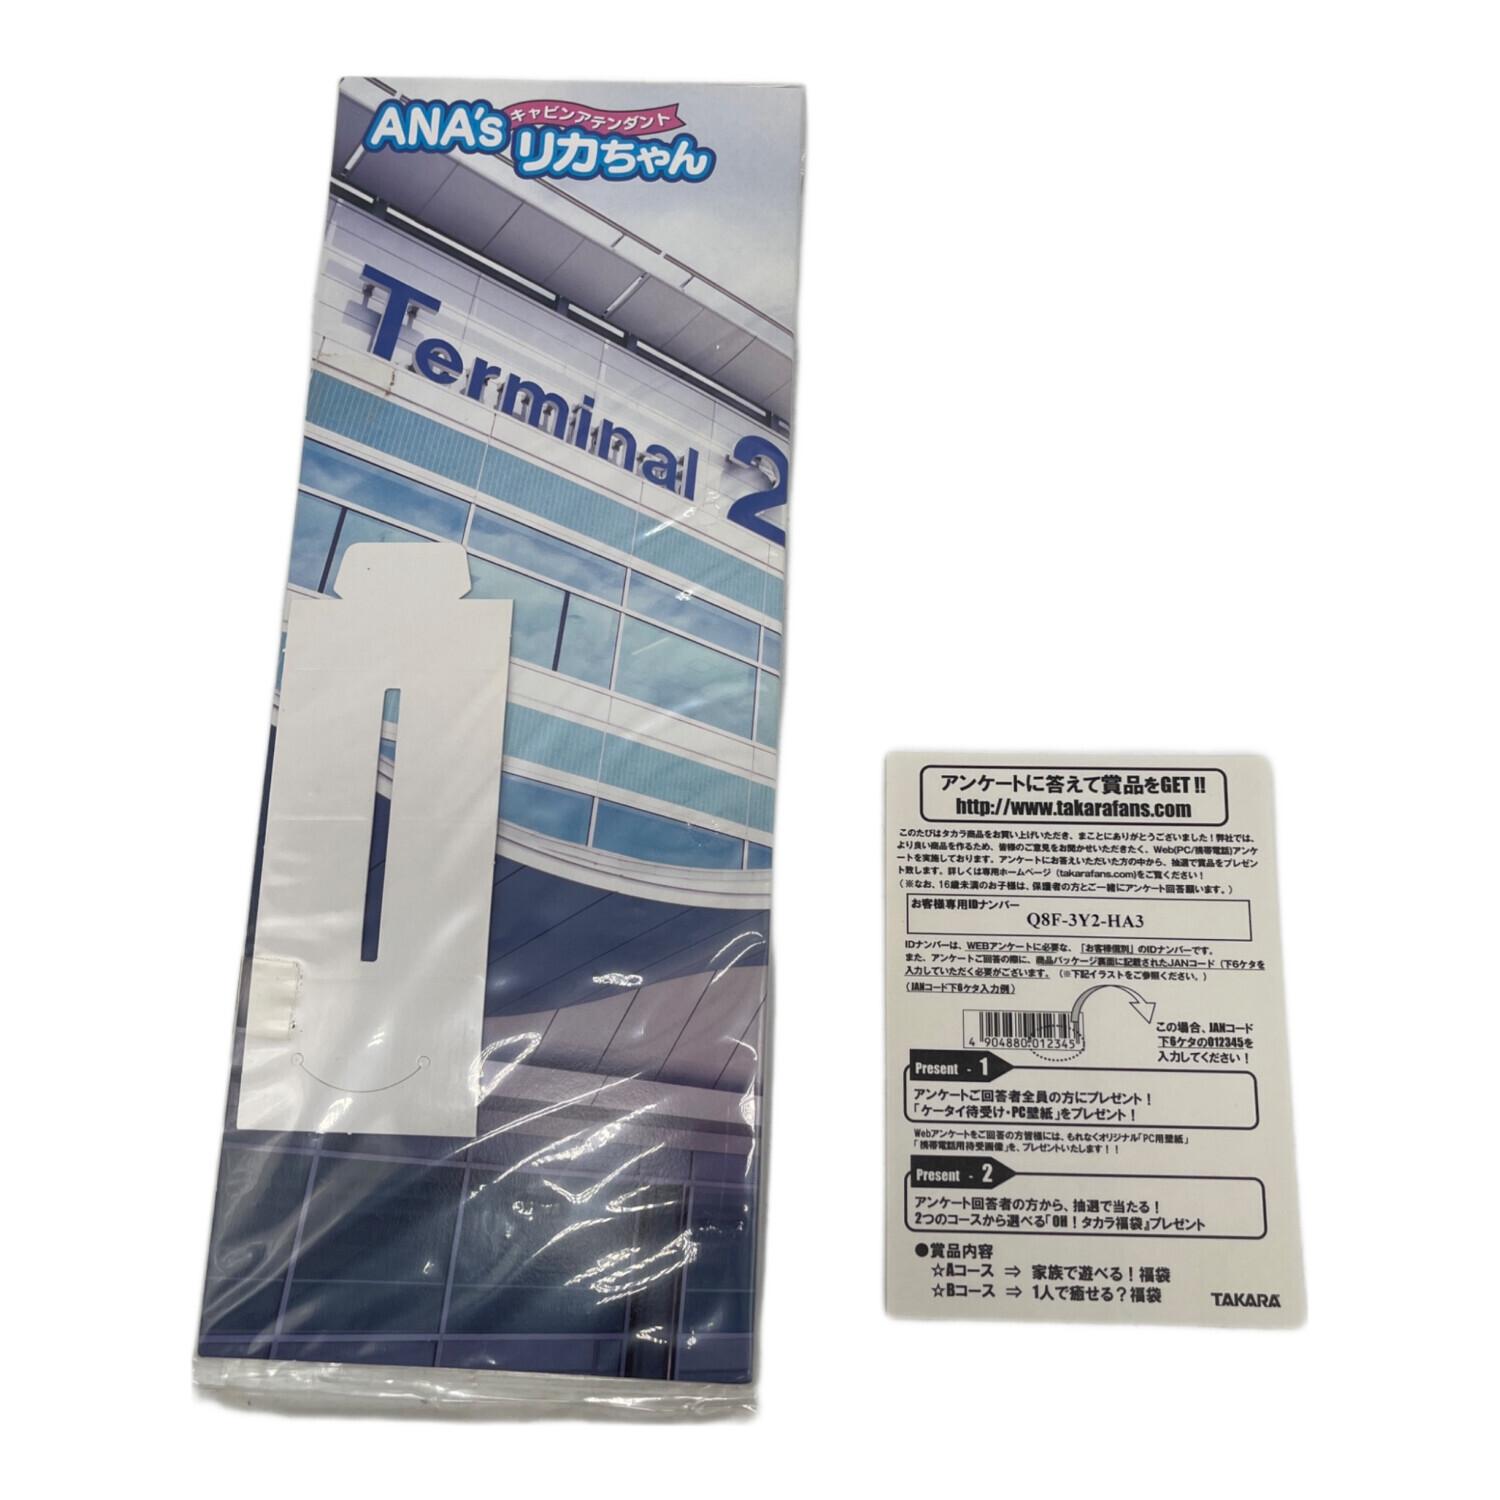 ANA's キャビンアテンダント
リカちゃん
Terminal 2
アンケートに答えて賞品をGET!!
http://www.takarafans.com
このたびはタカラ商品をお買い上げいただき、まことにありがとうございました！弊社では、
より良い商品を作るため、皆様のご意見をお聞かせいただきたく、Web(PC/携帯電話)アンケ
ートを実施しております。アンケートにお答えいただいた方の中から、抽選で賞品をプレゼン
ト致します。詳しくは専用ホームページ（takarafans.com)をご覧ください！
（※なお、16歳未満のお子様は、保護者の方とご一緒にアンケート回答願います。）
お客様専用IDナンバー
Q8F-3Y2-HA3
IDナンバーは、WEBアンケートに必要な、「お客様個別」のIDナンバーです。
また、アンケートご回答の際に、商品パッケージ裏面に記載されたJANコード（下6ケタを
入力していただく必要がございます。（※下記イラストをご参照ください。）
（JANコード下6ケタ入力例）
4 904880 012345
この場合、JANコード
下6ケタの012345を
入力してください！
Present - 1
アンケートご回答者全員の方にプレゼント！
「ケータイ待受け・PC壁紙」をプレゼント！
Webアンケートをご回答の方皆様には、もれなくオリジナル「PC用壁紙」
「携帯電話用待受画像」を、プレゼントいたします！！
Present - 2
アンケート回答者の方から、抽選で当たる！
2つのコースから選べる「OH！タカラ福袋』プレゼント
●賞品内容
☆Aコース ⇒ 家族で遊べる！福袋
☆Bコース ⇒ 1人で癒せる？福袋
TAKARA